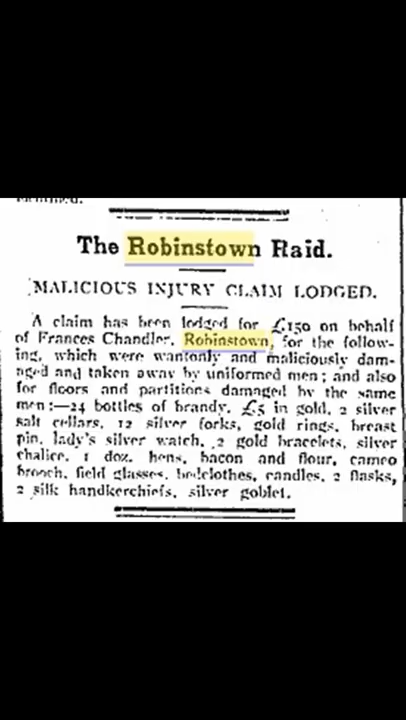 The Robinstown Raid.
MALICIOUS INJURY CLAIM LODGED.
A claim has been lodged for £150 on behalf
of Frances Chandler, Robinstown, for the follow-
ing, which were wantonly and maliciously dam-
aged and taken away by uniformed men; and also
for floors and partitions damaged by the same
men:—24 bottles of brandy, £5 in gold, 2 silver
salt cellars, 12 silver forks, gold rings, breast
pin, lady's silver watch, 2 gold bracelets, silver
chalice, 1 doz. hens, bacon and flour, cameo
brooch, field glasses, bedclothes, candles, 2 flasks,
2 silk handkerchiefs, silver goblet.